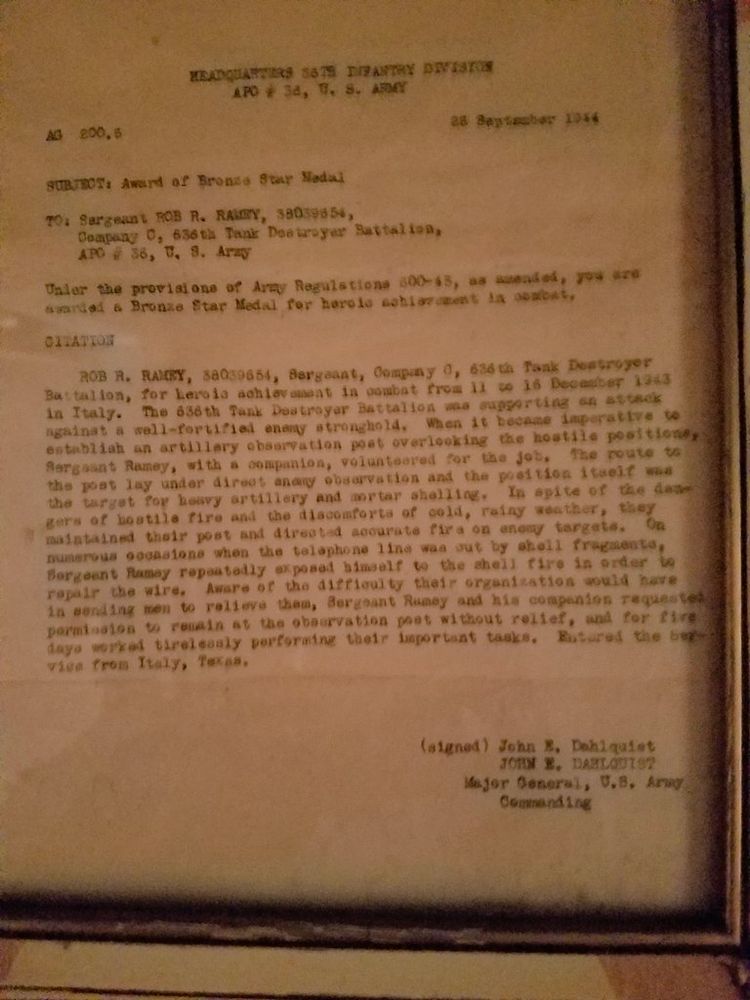 HEADQUARTERS 36TH INFANTRY DIVISION
APO # 36, U. S. ARMY
AG 200.6
September 1944
SUBJECT: Award of Bronze Star Medal
TO: Sergeant ROB R. RAMEY, 38039654,
Company C, 636th Tank Destroyer Battalion,
APO # 36, U. S. Army
Under the provisions of Army Regulations 600-45, as amended, you are
awarded a Bronze Star Medal for heroic achievement in combat.
CITATION
ROB R. RAMEY, 38039654, Sergeant, Company C, 636th Tank Destroyer
Battalion, for heroic achievement in combat from 11 to 16 December 1943
in Italy. The 636th Tank Destroyer Battalion was supporting an attack
against a well-fortified enemy stronghold. When it became imperative to
establish an artillery observation post overlooking the hostile positions,
Sergeant Ramey, with a companion, volunteered for the job. The route to
the post lay under direct enemy observation and the position itself was
the target for heavy artillery and mortar shelling. In spite of the dan-
gers of hostile fire and the discomforts of cold, rainy weather, they
maintained their post and directed accurate fire on enemy targets. On
numerous occasions when the telephone line was cut by shell fragments,
Sergeant Ramey repeatedly exposed himself to the shell fire in order to
repair the wire. Aware of the difficulty their organization would have
in sending men to relieve them, Sergeant Ramey and his companion requested
permission to remain at the observation post without relief, and for five
days worked tirelessly performing their important tasks. Entered the Ser-
vice from Italy, Texas.
(signed) John E. Dahlquist
JOHN E. DAHLQUIST
Major General, U.S. Army
Commanding